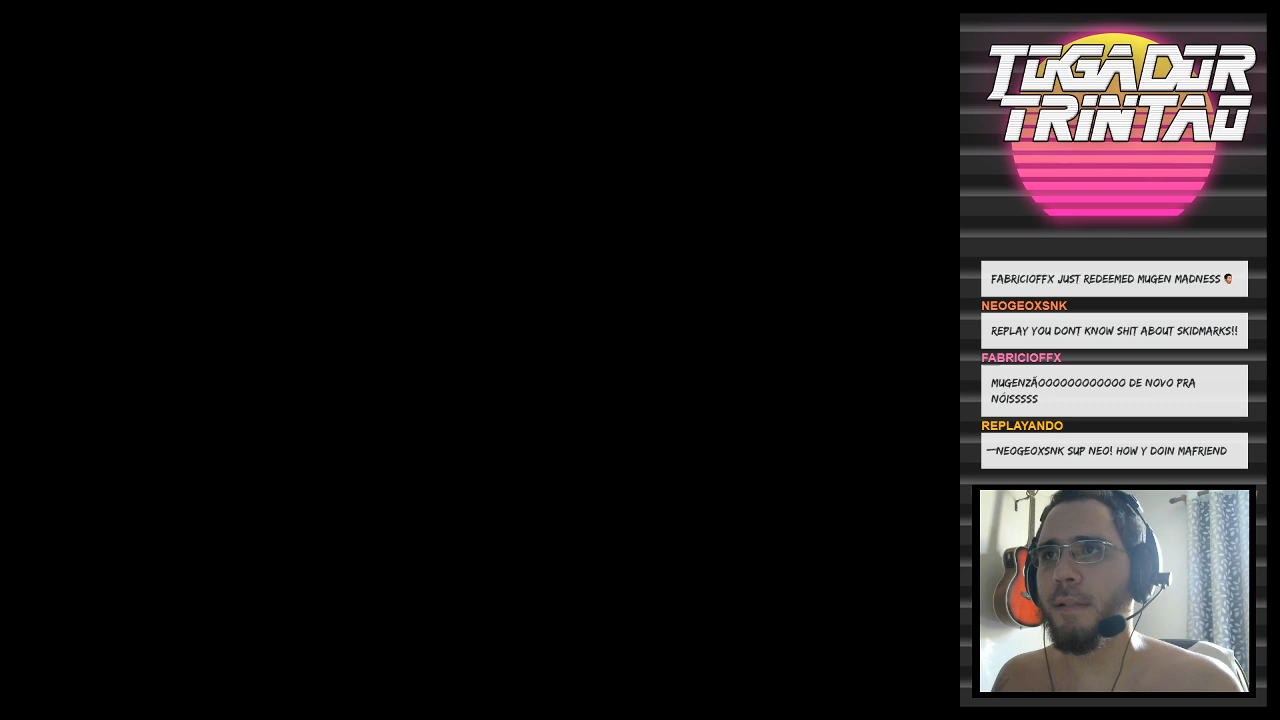 JOGADOR
TRINTAO
FABRICIOFFX JUST REDEEMED MUGEN MADNESS
NEOGEOXSNK
REPLAY YOU DONT KNOW SHIT ABOUT SKIDMARKS!!
FABRICIOFFX
MUGENZÃOOOOOOOOOOOO DE NOVO PRA
NÓISSSSS
REPLAYANDO
NEOGEOXSNK SUP NEO! HOW Y DOIN MAFRIEND